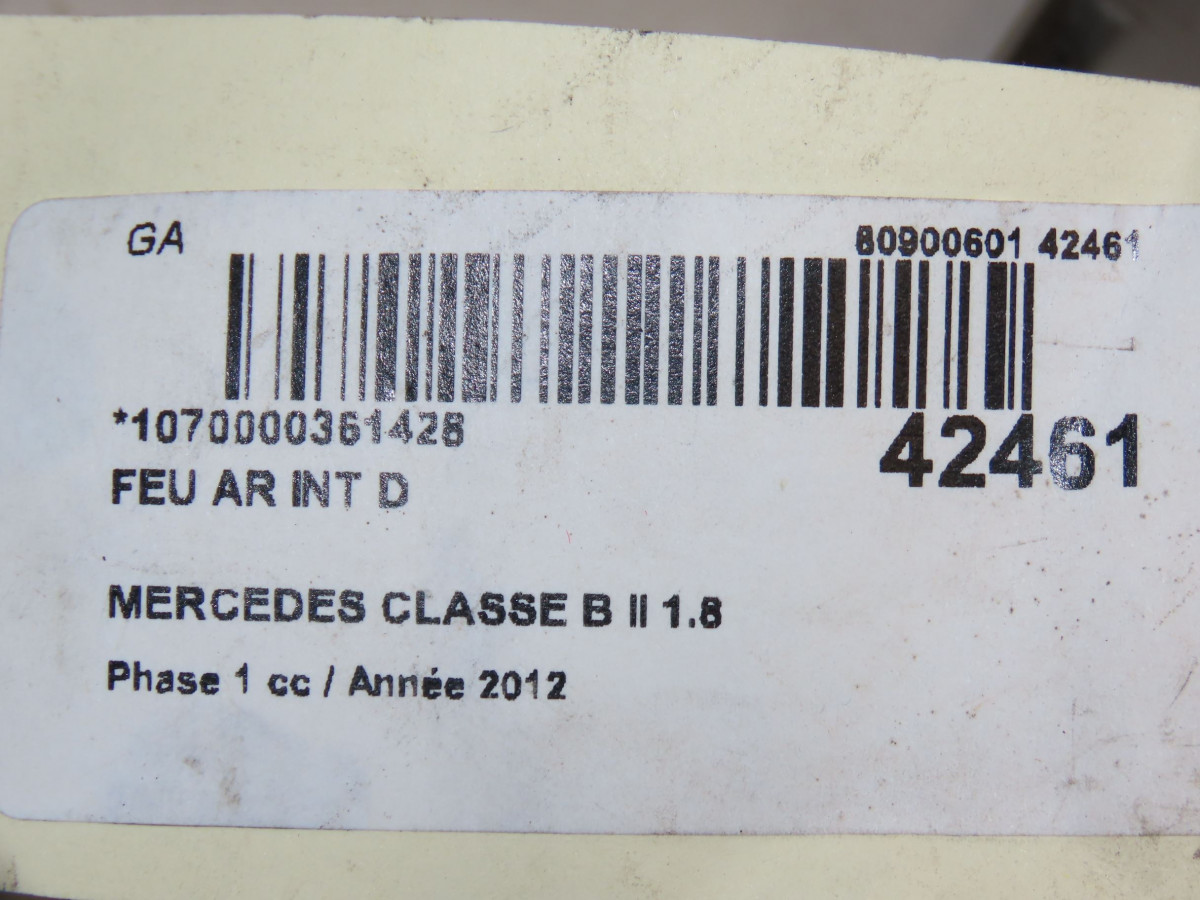 GA
80900601 42461
*1070000361428
42461
FEU AR INT D
MERCEDES CLASSE B II 1.8
Phase 1 cc / Année 2012